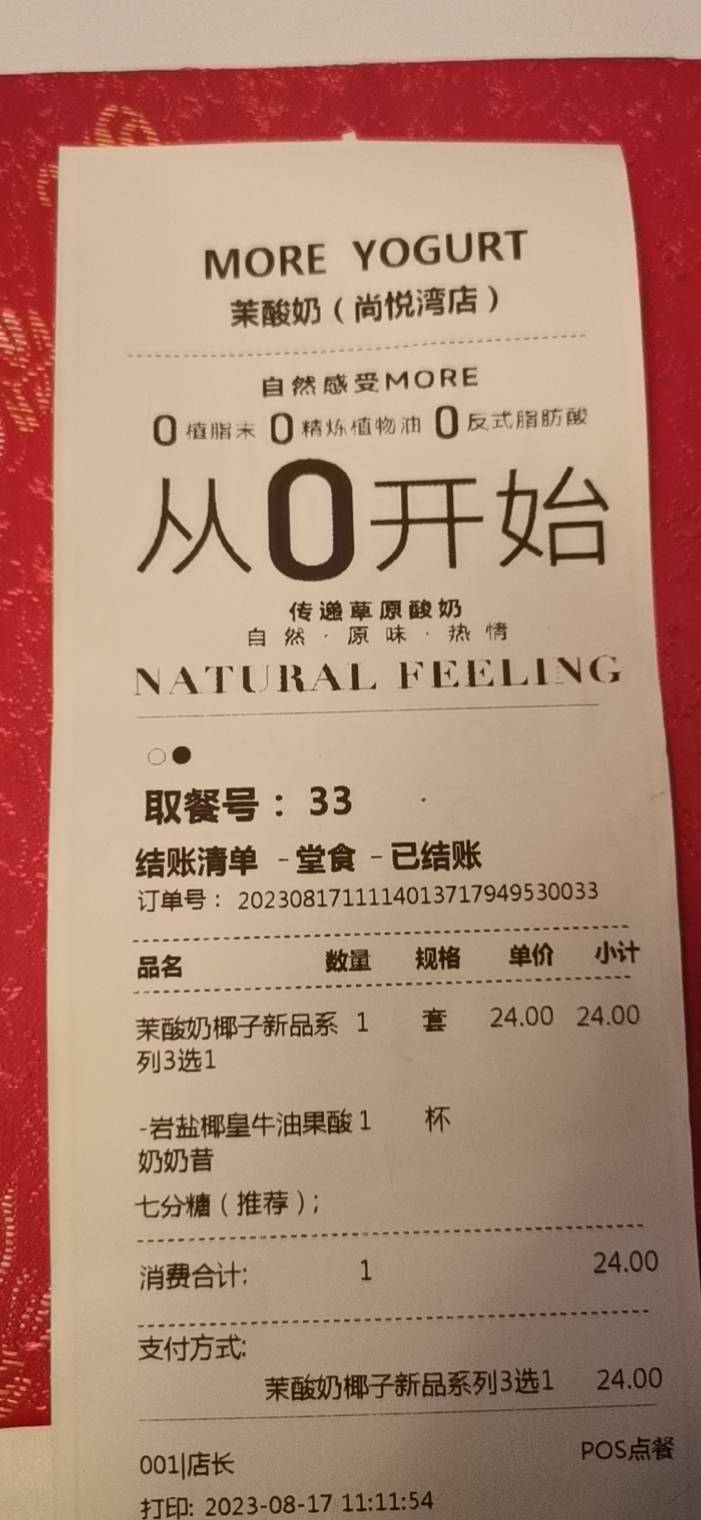 MORE YOGURT
茉酸奶（尚悦湾店）
自然感受MORE
0植脂末 0精炼植物油 0反式脂肪酸
从0开始
传递草原酸奶
自然·原味·热情
NATURAL FEELING
取餐号：33
结账清单 -堂食 -已结账
订单号：2023081711114013717949530033
品名 数量 规格 单价 小计
茉酸奶椰子新品系 1 套 24.00 24.00
列3选1
-岩盐椰皇牛油果酸 1 杯
奶奶昔
七分糖（推荐）；
消费合计: 1 24.00
支付方式:
茉酸奶椰子新品系列3选1 24.00
001|店长 POS点餐
打印: 2023-08-17 11:11:54